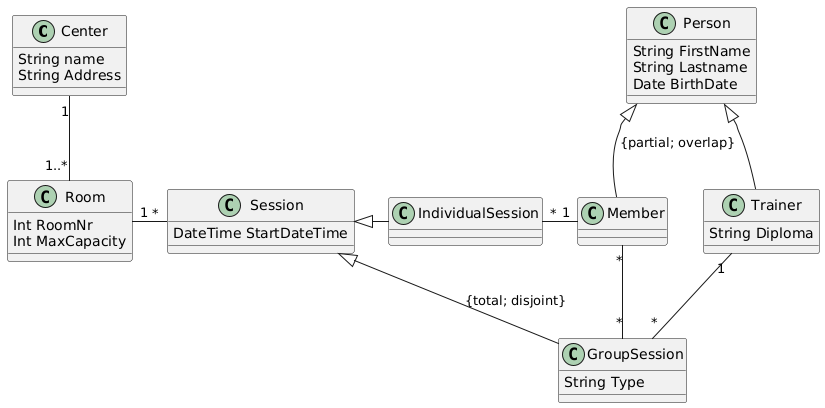 C Center
String name
String Address
C Person
String FirstName
String Lastname
Date BirthDate
1
{partial; overlap}
1..*
C Room
Int RoomNr
Int MaxCapacity
1 *
C Session
DateTime StartDateTime
C IndividualSession
* 1
C Member
C Trainer
String Diploma
*
1
{total; disjoint}
*
*
C GroupSession
String Type